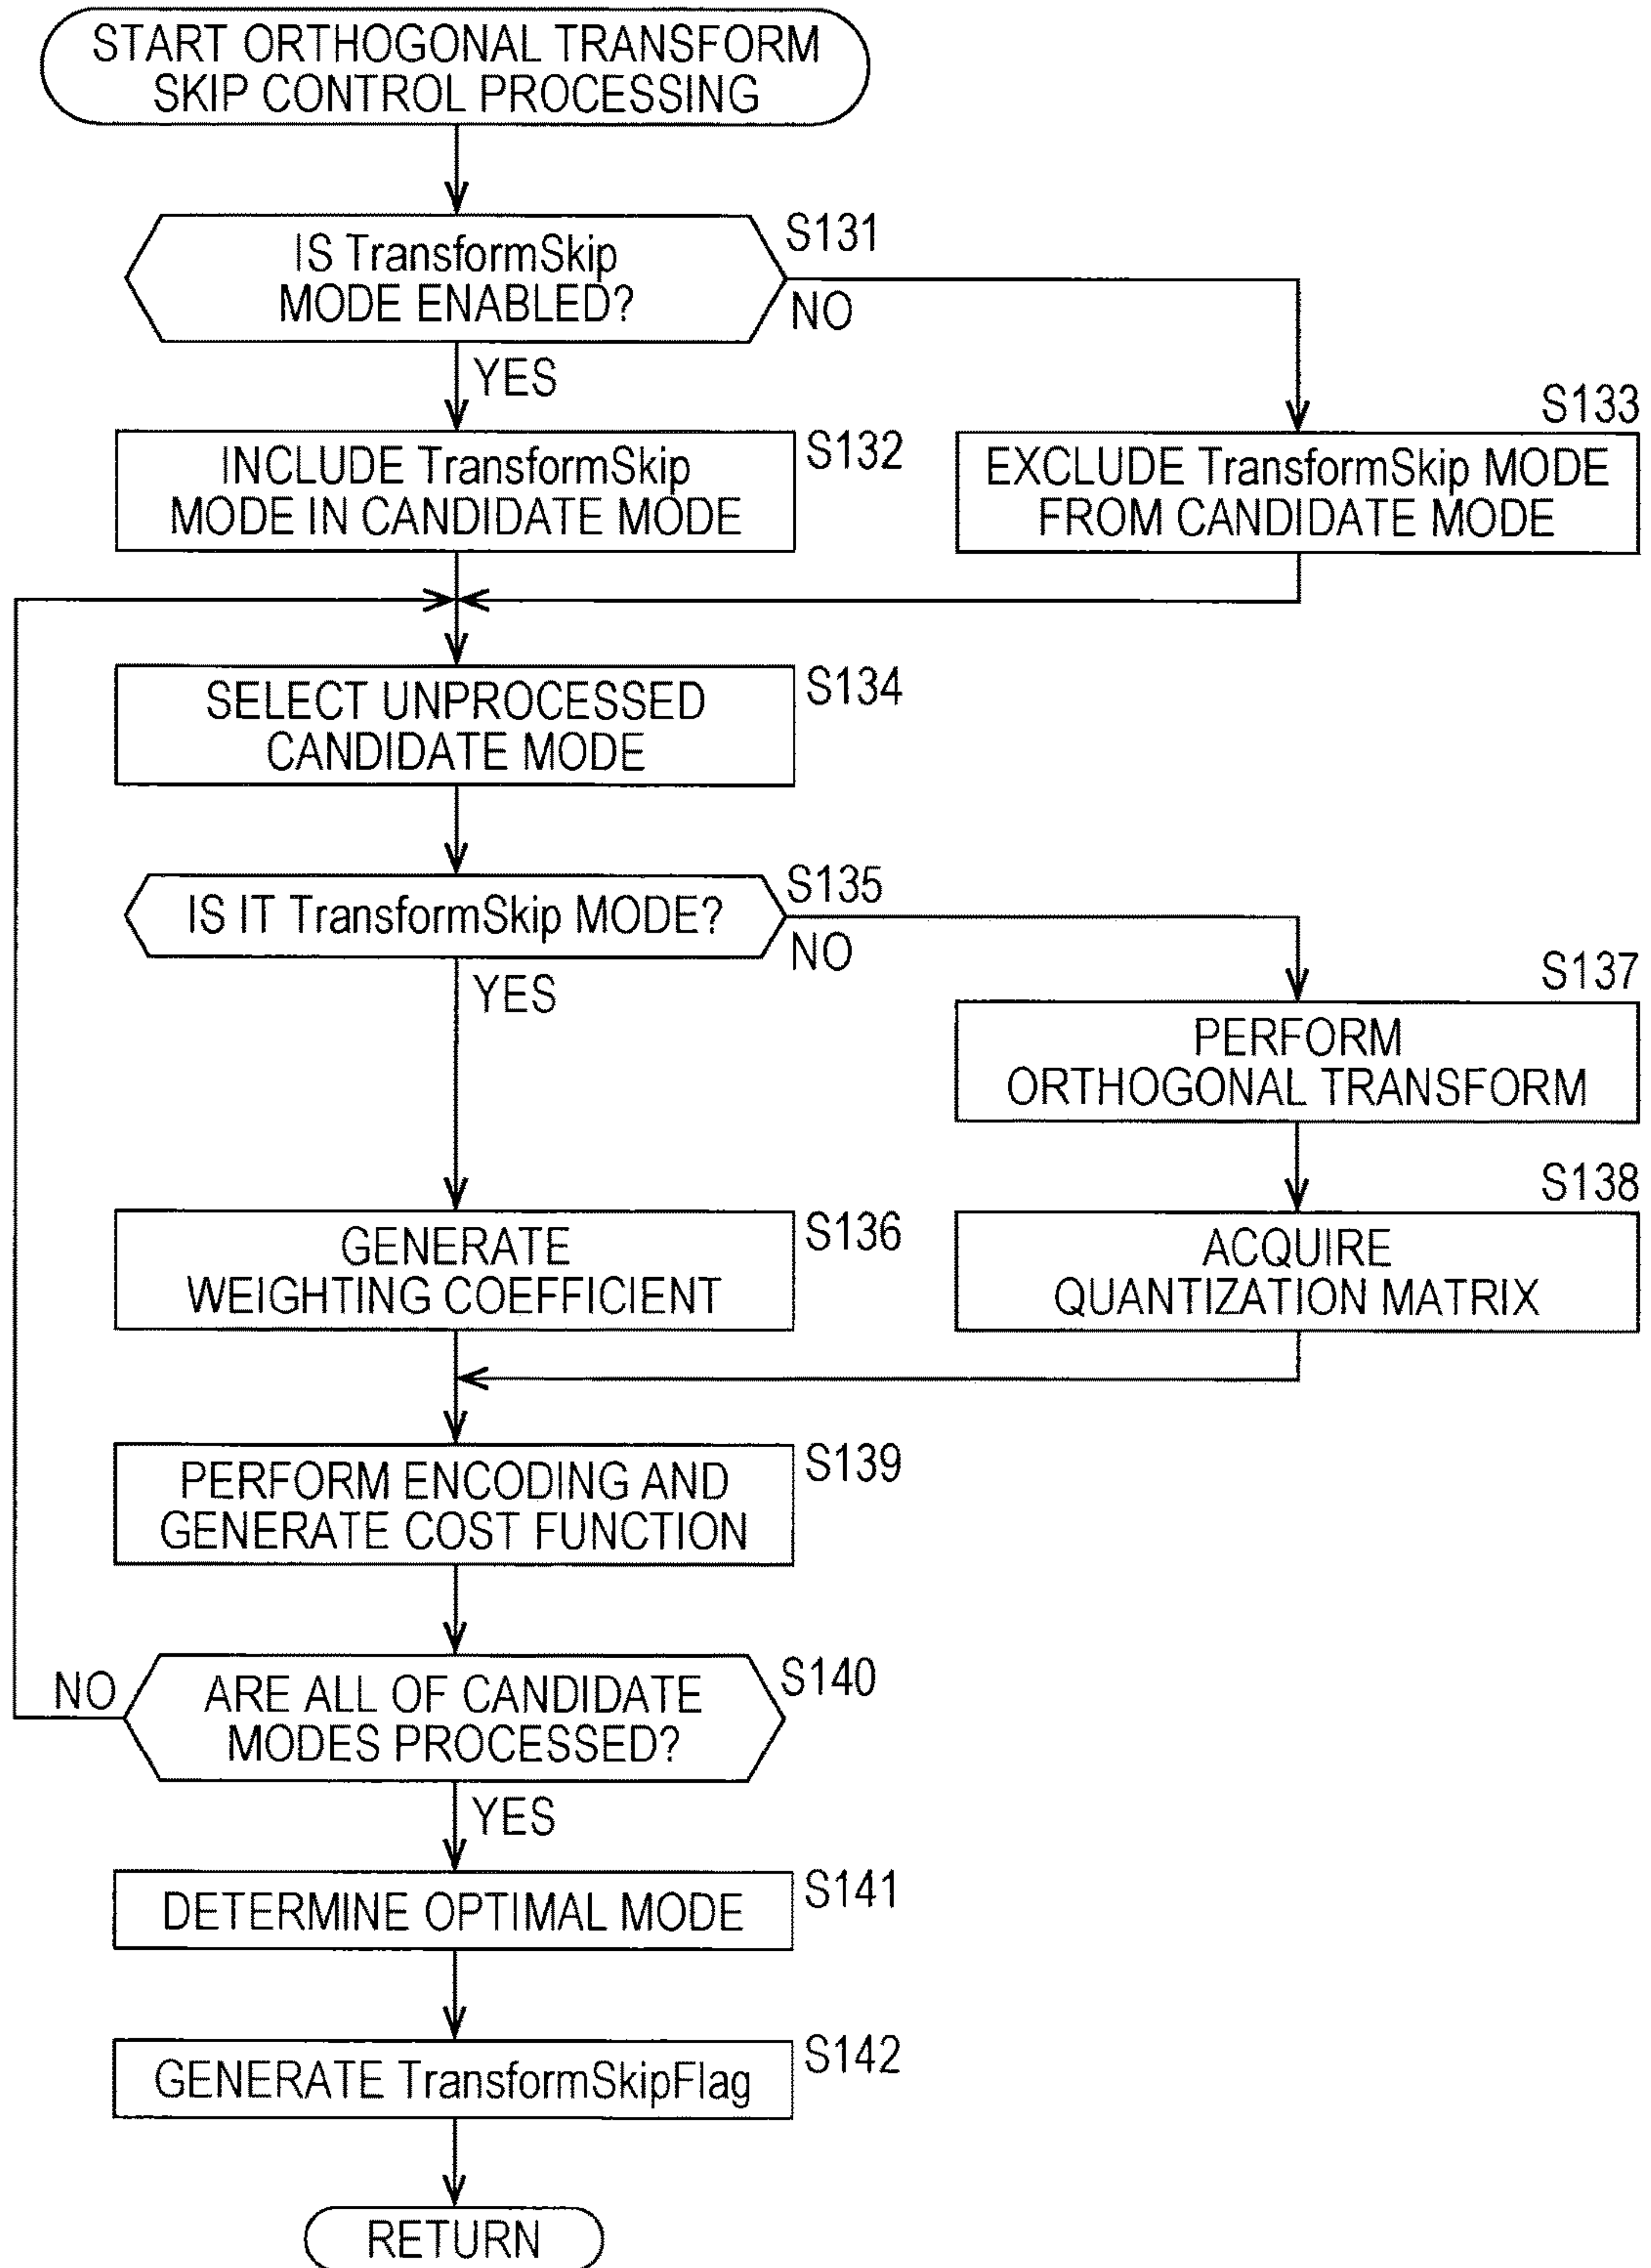 START ORTHOGONAL TRANSFORM
SKIP CONTROL PROCESSING
IS TransformSkip
MODE ENABLED?
S131
NO
YES
INCLUDE TransformSkip
MODE IN CANDIDATE MODE
S132
S133
EXCLUDE TransformSkip MODE
FROM CANDIDATE MODE
SELECT UNPROCESSED
CANDIDATE MODE
S134
IS IT TransformSkip MODE?
S135
NO
YES
S137
PERFORM
ORTHOGONAL TRANSFORM
GENERATE
WEIGHTING COEFFICIENT
S136
S138
ACQUIRE
QUANTIZATION MATRIX
PERFORM ENCODING AND
GENERATE COST FUNCTION
S139
NO
ARE ALL OF CANDIDATE
MODES PROCESSED?
S140
YES
DETERMINE OPTIMAL MODE
S141
GENERATE TransformSkipFlag
S142
RETURN